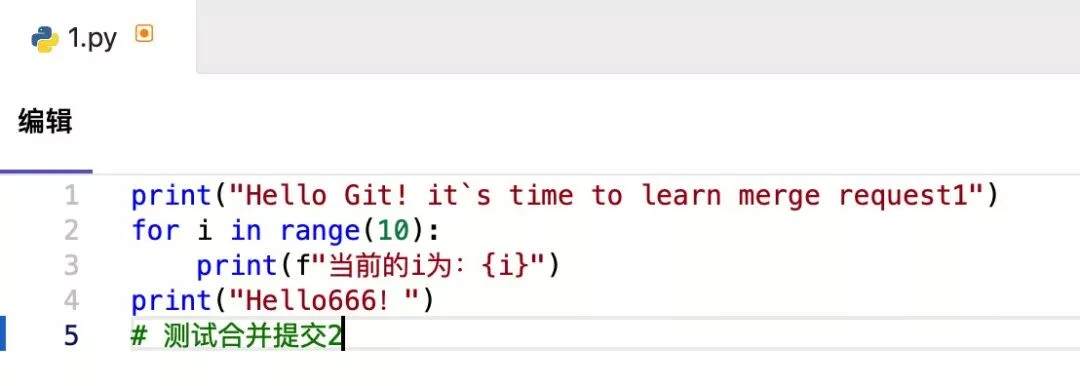 1.py
编辑
1 print("Hello Git! it`s time to learn merge request1")
2 for i in range(10):
3     print(f"当前的i为：{i}")
4 print("Hello666！")
5 # 测试合并提交2